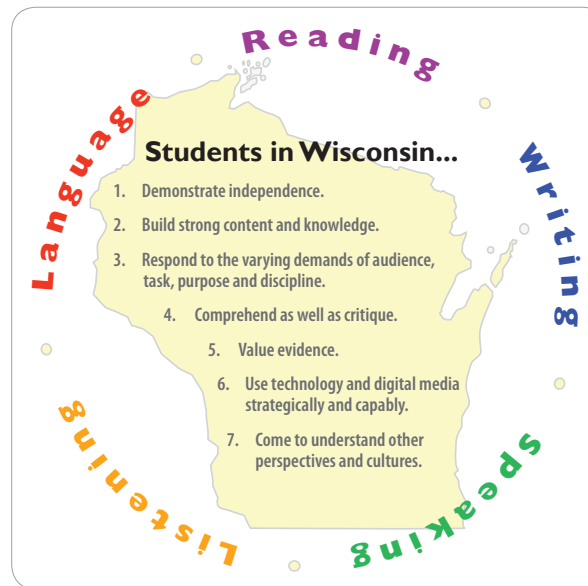 Reading
Writing
Speaking
Listening
Language
Students in Wisconsin...
1. Demonstrate independence.
2. Build strong content and knowledge.
3. Respond to the varying demands of audience,
task, purpose and discipline.
4. Comprehend as well as critique.
5. Value evidence.
6. Use technology and digital media
strategically and capably.
7. Come to understand other
perspectives and cultures.